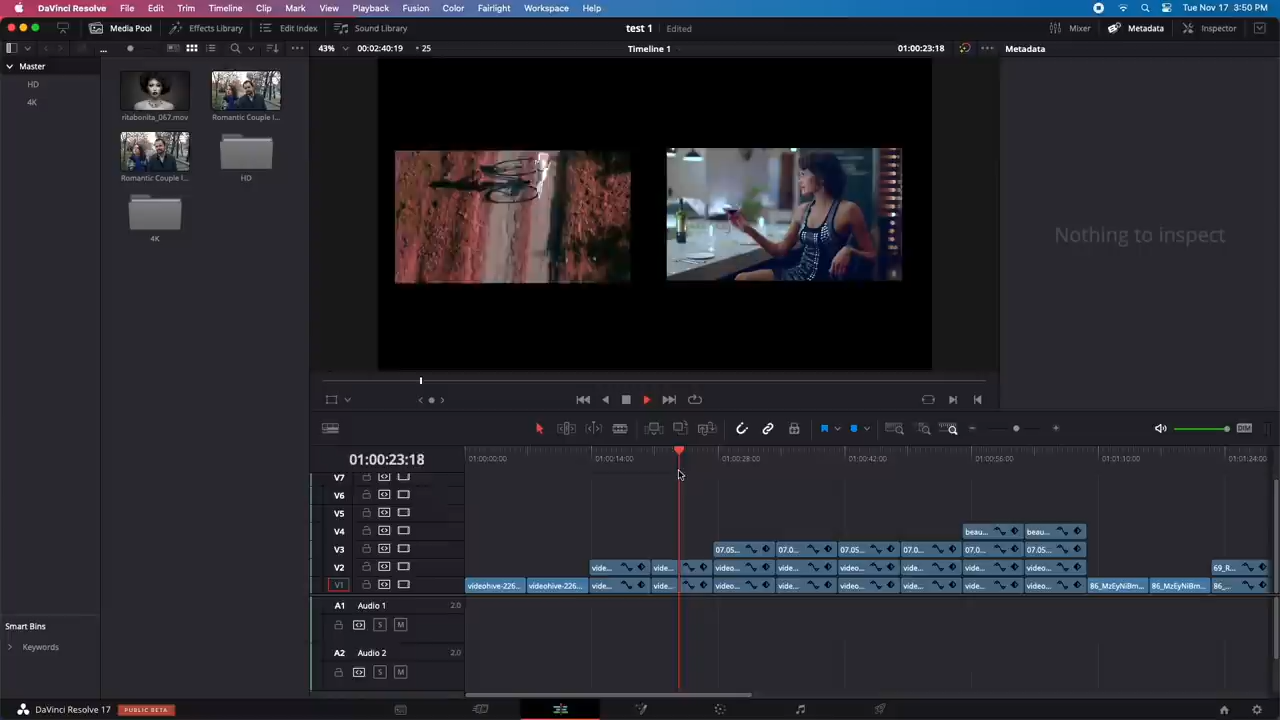 DaVinci Resolve File Edit Trim Timeline Clip Mark View Playback Fusion Color Fairlight Workspace Help Tue Nov 17 3:50 PM
Media Pool Effects Library Edit Index Sound Library test 1 Edited Mixer Metadata Inspector
... 43% 00:02:40:19 25 Timeline 1 01:00:23:18 Metadata
Master
HD
4K
ritabonita_067.mov Romantic Couple I...
Romantic Couple I... HD
4K
Nothing to inspect
DIM
01:00:23:18 01:00:00:00 01:00:14:00 01:00:28:00 01:00:42:00 01:00:56:00 01:01:10:00 01:01:24:00
V7
V6
V5
V4 beau... beau...
V3 07.05... 07.0... 07.05... 07.0... 07.0... 07.05...
V2 vide... vide... video... vide... video... vide... video... video... 69_R...
V1 videohive-226... videohive-226... vide... vide... video... vide... video... vide... video... video... 86_MzEyNiBm... 86_MzEyNiBm... 86_...
A1 Audio 1 2.0
S M
A2 Audio 2 2.0
S M
Smart Bins
Keywords
DaVinci Resolve 17 PUBLIC BETA